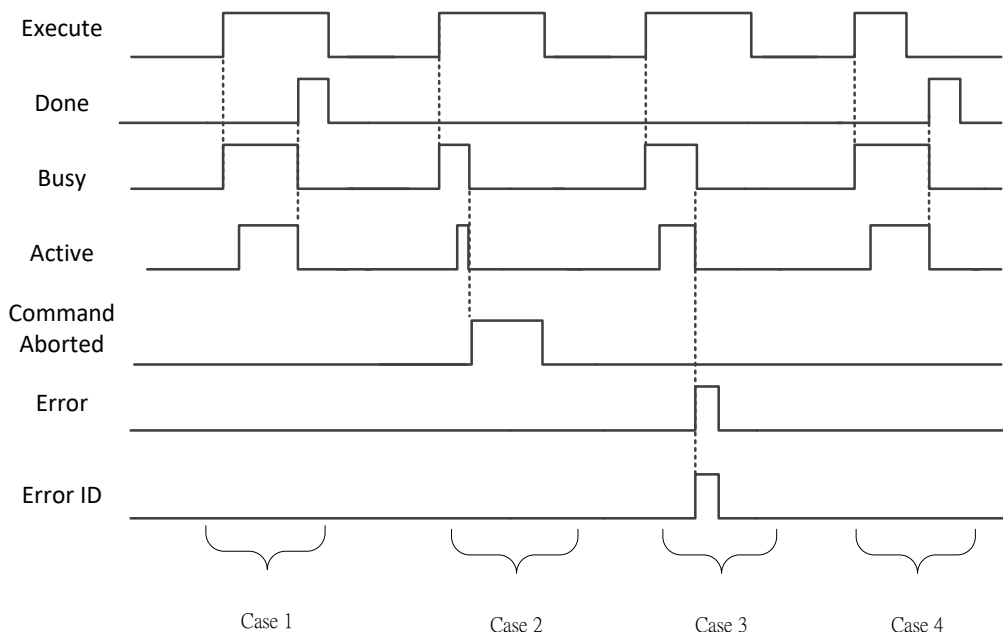 Execute
Done
Busy
Active
Command
Aborted
Error
Error ID
Case 1
Case 2
Case 3
Case 4